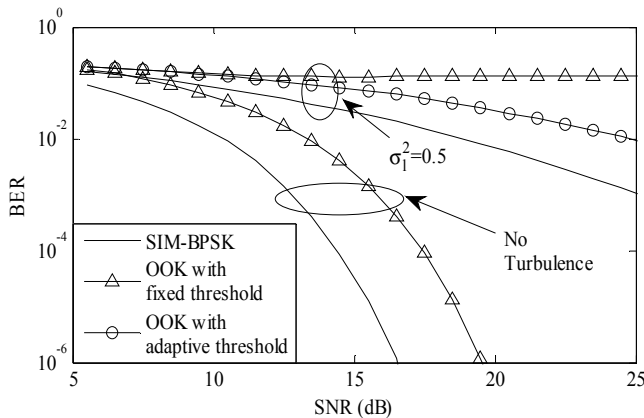 10^0
10^-2
10^-4
10^-6
BER
σ_l^2=0.5
No
Turbulence
SIM-BPSK
OOK with
fixed threshold
OOK with
adaptive threshold
5 10 15 20 25
SNR (dB)